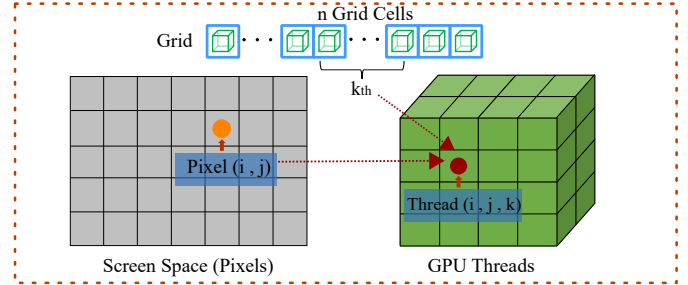 n Grid Cells
Grid
kth
Pixel (i , j)
Thread (i , j , k)
Screen Space (Pixels)
GPU Threads